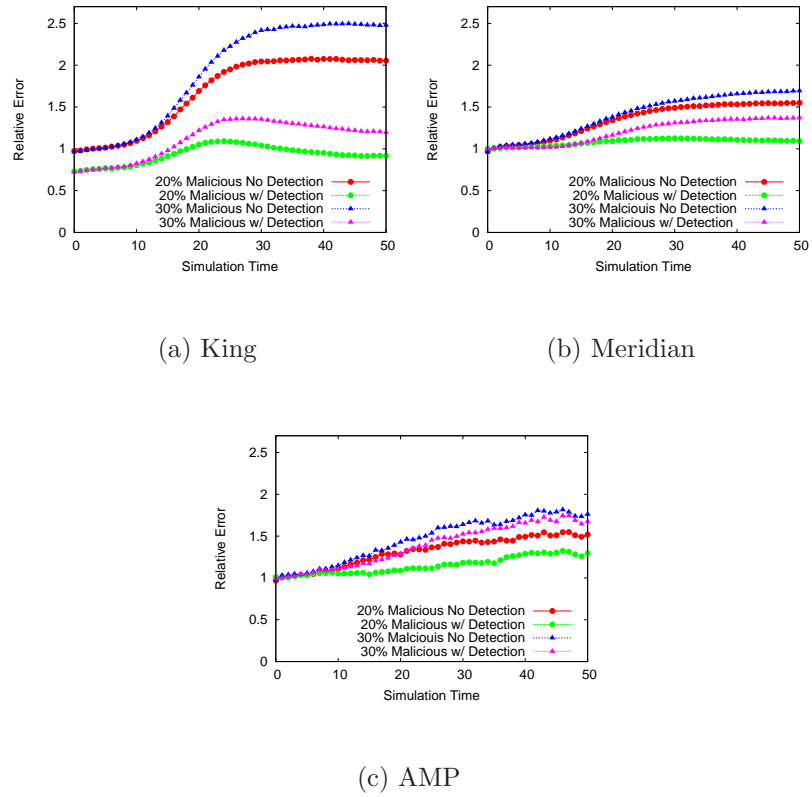 2.5
2
1.5
1
0.5
0
Relative Error
20% Malicious No Detection
20% Malicious w/ Detection
30% Malicious No Detection
30% Malicious w/ Detection
0 10 20 30 40 50
Simulation Time
(a) King
2.5
2
1.5
1
0.5
0
Relative Error
20% Malicious No Detection
20% Malicious w/ Detection
30% Maliciouis No Detection
30% Malicious w/ Detection
0 10 20 30 40 50
Simulation Time
(b) Meridian
2.5
2
1.5
1
0.5
0
Relative Error
20% Malicious No Detection
20% Malicious w/ Detection
30% Malciouis No Detection
30% Malicious w/ Detection
0 10 20 30 40 50
Simulation Time
(c) AMP